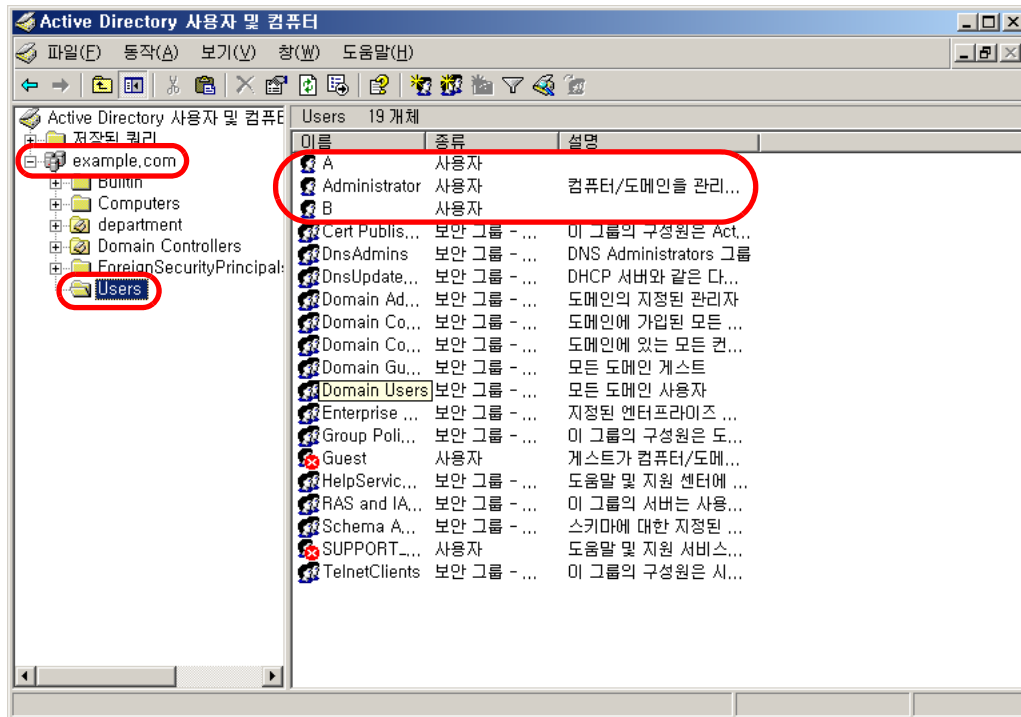 Active Directory 사용자 및 컴퓨터
파일(F) 동작(A) 보기(V) 창(W) 도움말(H)
Active Directory 사용자 및 컴퓨터
저장된 쿼리
example.com
Builtin
Computers
department
Domain Controllers
ForeignSecurityPrincipals
Users
Users 19 개체
이름 종류 설명
A 사용자
Administrator 사용자 컴퓨터/도메인을 관리...
B 사용자
Cert Publis... 보안 그룹 - ... 이 그룹의 구성원은 Act...
DnsAdmins 보안 그룹 - ... DNS Administrators 그룹
DnsUpdate... 보안 그룹 - ... DHCP 서버와 같은 다...
Domain Ad... 보안 그룹 - ... 도메인의 지정된 관리자
Domain Co... 보안 그룹 - ... 도메인에 가입된 모든 ...
Domain Co... 보안 그룹 - ... 도메인에 있는 모든 컨...
Domain Gu... 보안 그룹 - ... 모든 도메인 게스트
Domain Users 보안 그룹 - ... 모든 도메인 사용자
Enterprise ... 보안 그룹 - ... 지정된 엔터프라이즈 ...
Group Poli... 보안 그룹 - ... 이 그룹의 구성원은 도...
Guest 사용자 게스트가 컴퓨터/도메...
HelpServic... 보안 그룹 - ... 도움말 및 지원 센터에 ...
RAS and IA... 보안 그룹 - ... 이 그룹의 서버는 사용...
Schema A... 보안 그룹 - ... 스키마에 대한 지정된 ...
SUPPORT_... 사용자 도움말 및 지원 서비스...
TelnetClients 보안 그룹 - ... 이 그룹의 구성원은 시...